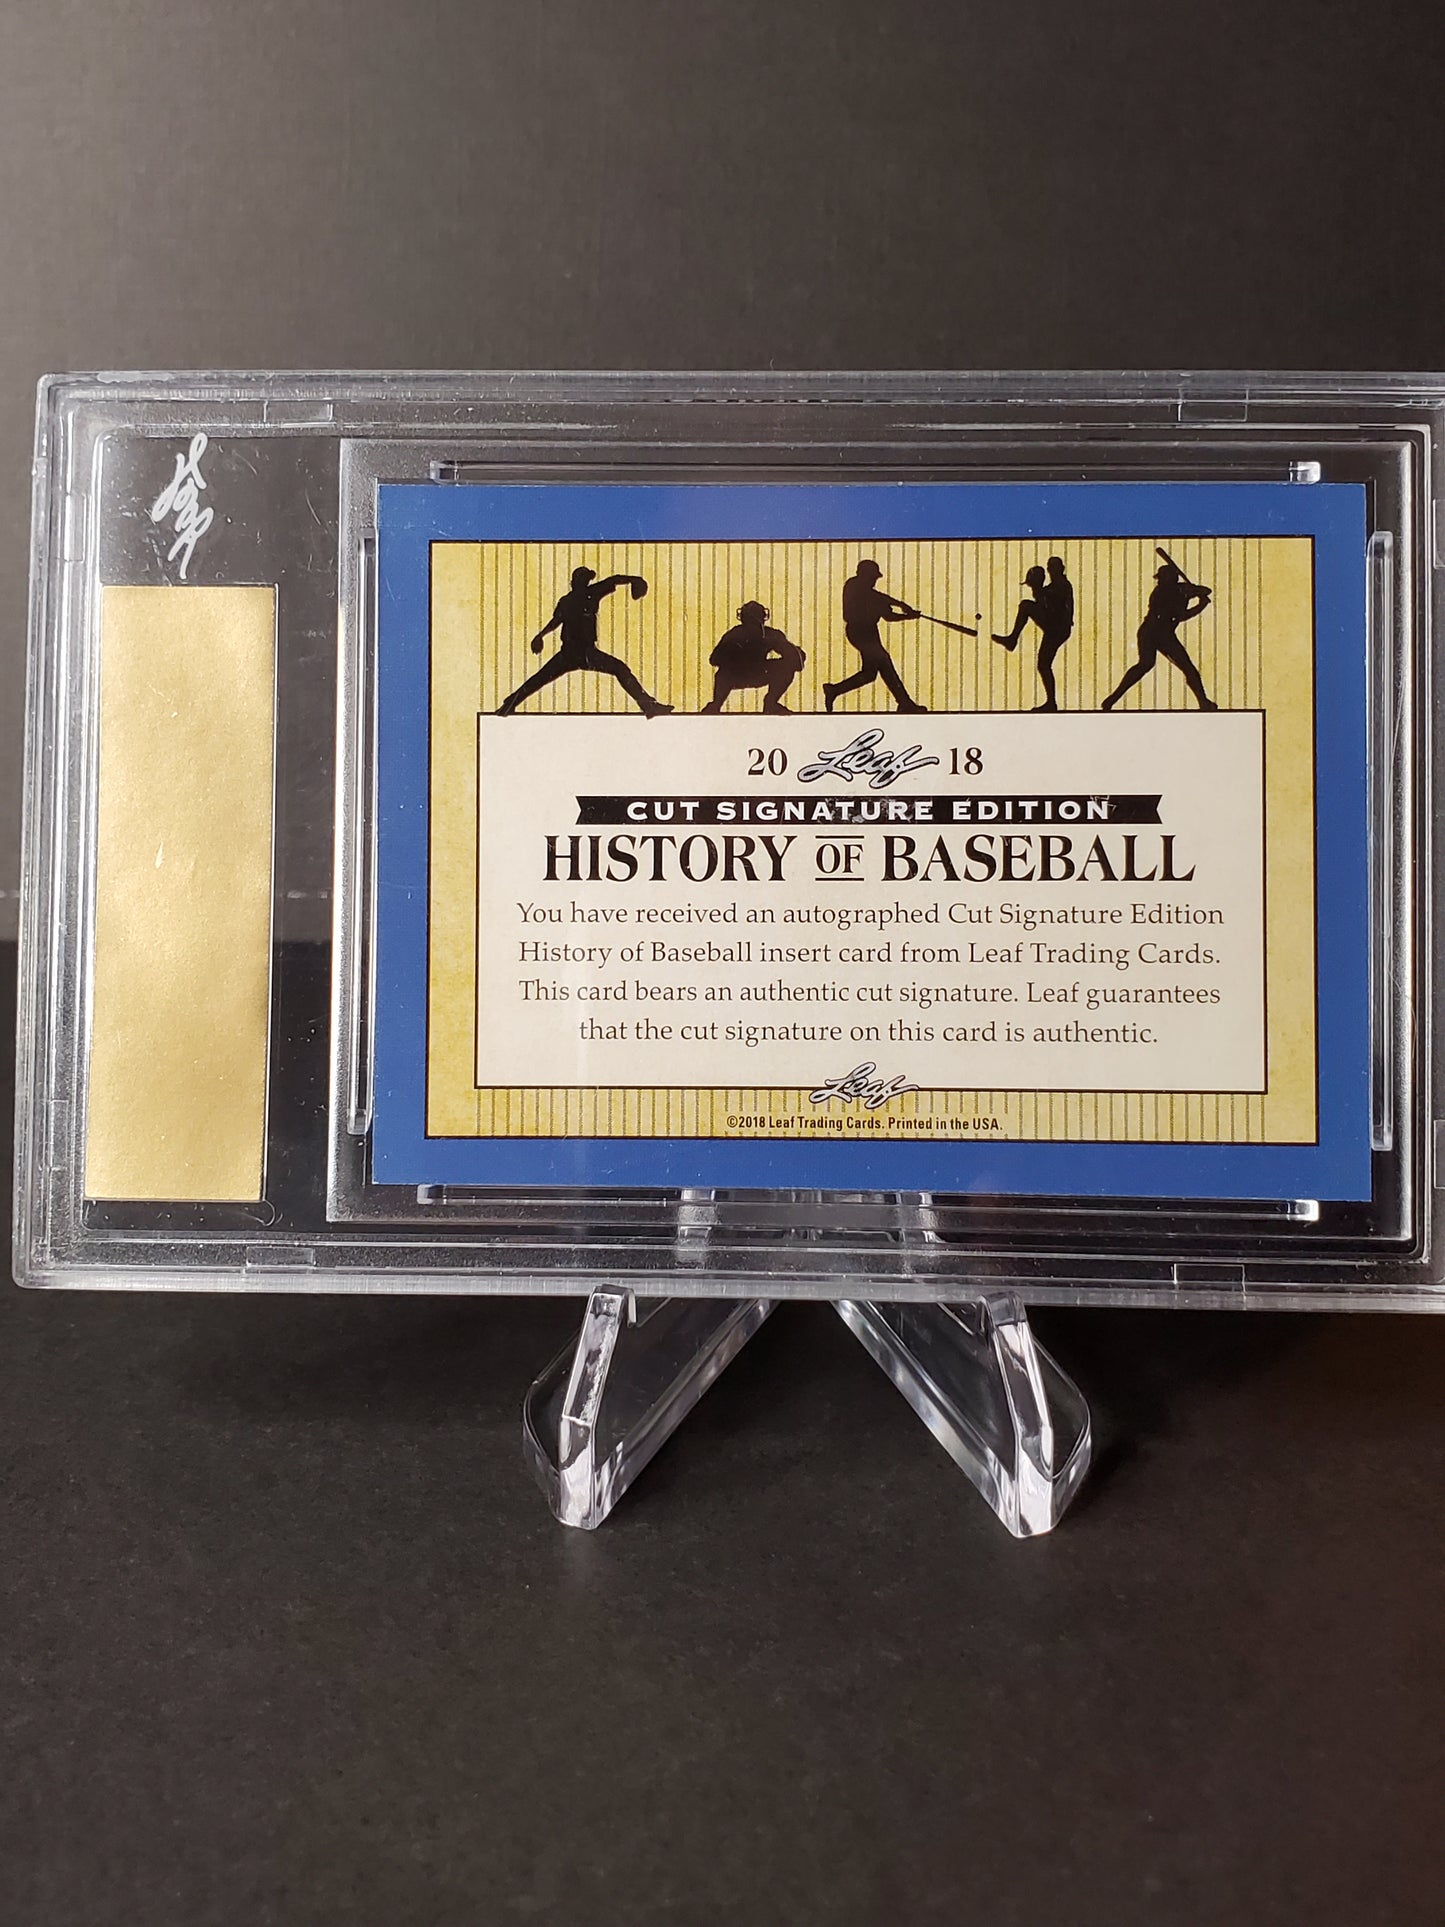 Leaf
20 Leaf 18
CUT SIGNATURE EDITION
HISTORY OF BASEBALL
You have received an autographed Cut Signature Edition
History of Baseball insert card from Leaf Trading Cards.
This card bears an authentic cut signature. Leaf guarantees
that the cut signature on this card is authentic.
Leaf
©2018 Leaf Trading Cards. Printed in the USA.